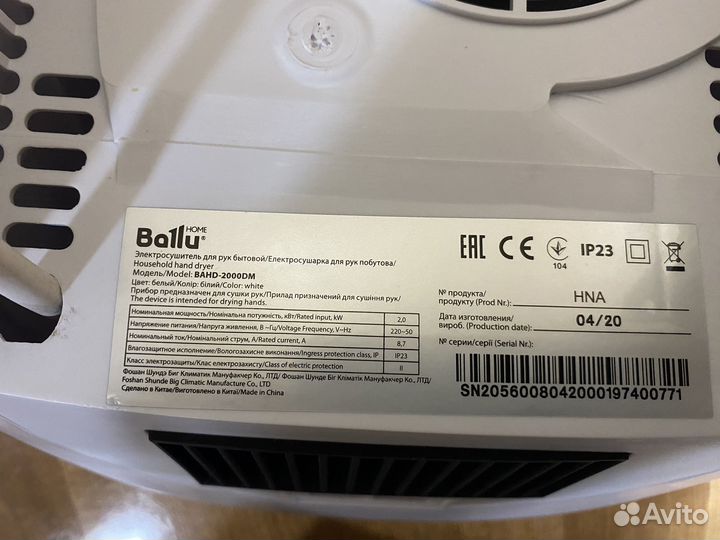 Ballu® HOME
Электросушитель для рук бытовой/Електросушарка для рук побутова/
Household hand dryer
Модель/Model: BAHD-2000DM
Цвет: белый/Колір: білий/Color: white
Прибор предназначен для сушки рук/Прилад призначений для сушіння рук/
The device is intended for drying hands.
Номинальная мощность/Номінальна потужність, кВт/Rated input, kW 2,0
Напряжение питания/Напруга живлення, В ~Гц/Voltage Frequency, V~Hz 220~50
Номинальный ток/Номінальний струм, А/Rated current, A 8,7
Влагозащитное исполнение/Вологозахисне виконання/Ingress protection class, IP IP23
Класс электрозащиты/Клас електрозахисту/Class of electric protection II
Фошан Шундэ Биг Климатик Мануфакчер Ко., ЛТД/ Фошан Шунде Біг Кліматік Мануфакчер Ко., ЛТД/
Foshan Shunde Big Climatic Manufacture Co., LTD
Сделано в Китае/Виготовлено в Китаї/Made in China
EAC CE 104 IP23
№ продукта/
продукту (Prod Nr.) HNA
Дата изготовления/
вироб. (Production date) 04/20
№ серии/серії (Serial Nr.):
SN2056008042000197400771
Avito